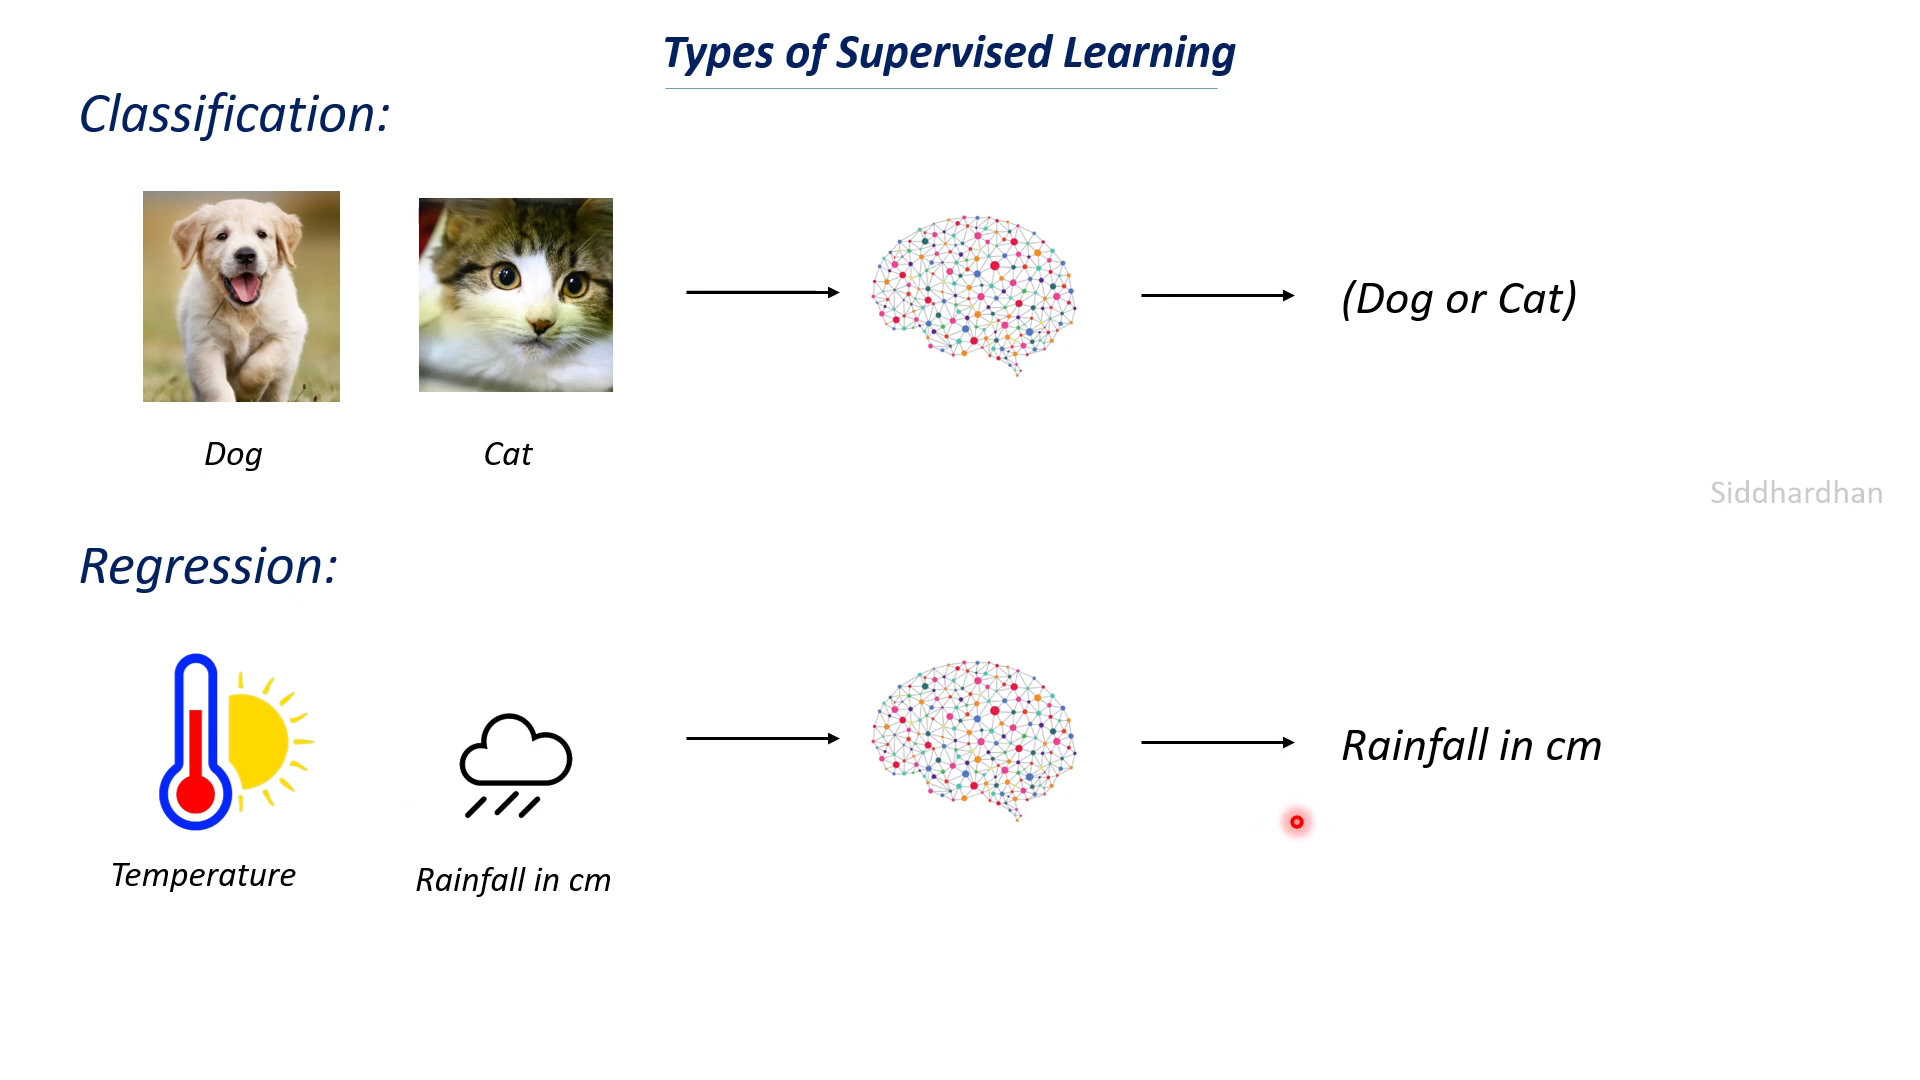 Types of Supervised Learning
Classification:
(Dog or Cat)
Dog
Cat
Siddhardhan
Regression:
Rainfall in cm
Temperature
Rainfall in cm